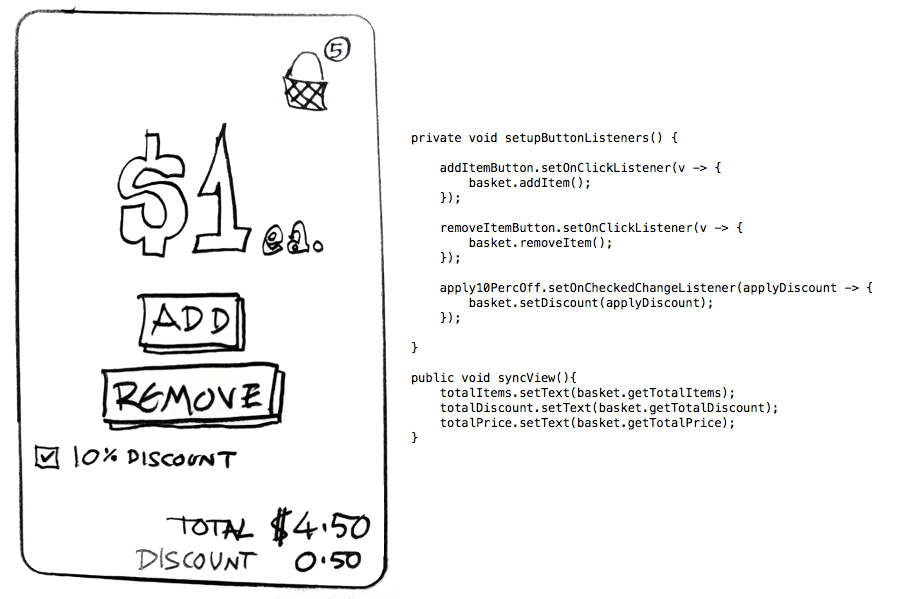 5
$1 ea.
ADD
REMOVE
10% DISCOUNT
TOTAL $4.50
DISCOUNT 0.50
private void setupButtonListeners() {
addItemButton.setOnClickListener(v -> {
basket.addItem();
});
removeItemButton.setOnClickListener(v -> {
basket.removeItem();
});
apply10PercOff.setOnCheckedChangeListener(applyDiscount -> {
basket.setDiscount(applyDiscount);
});
}
public void syncView(){
totalItems.setText(basket.getTotalItems);
totalDiscount.setText(basket.getTotalDiscount);
totalPrice.setText(basket.getTotalPrice);
}